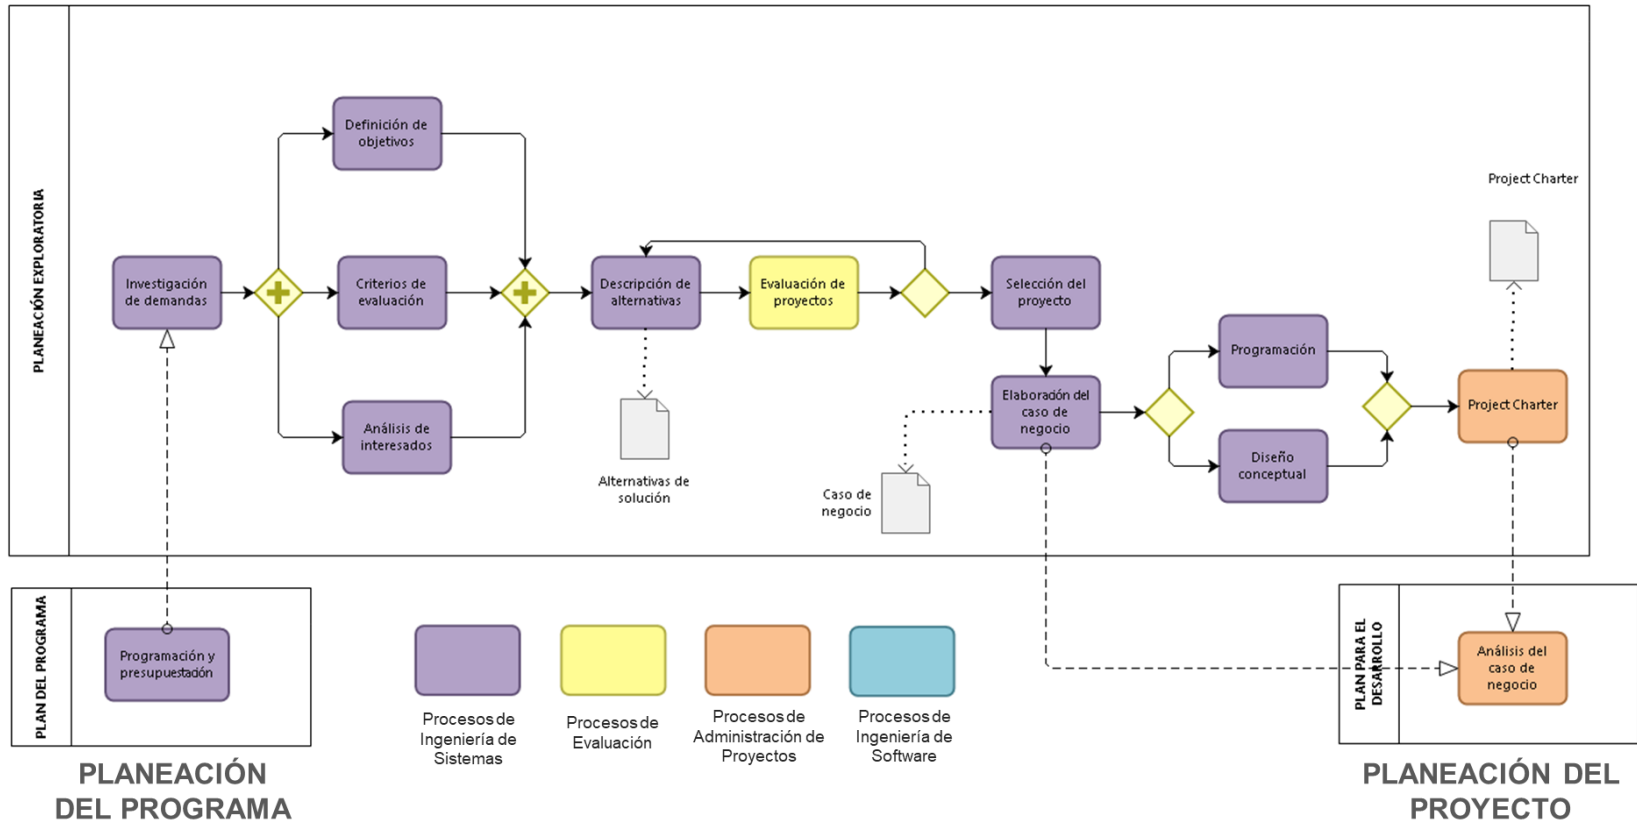 PLANEACIÓN EXPLORATORIA
Definición de
objetivos
Project Charter
Investigación
de demandas
Criterios de
evaluación
Descripción de
alternativas
Evaluación de
proyectos
Selección del
proyecto
Programación
Análisis de
interesados
Elaboración del
caso de
negocio
Project Charter
Diseño
conceptual
Alternativas de
solución
Caso de
negocio
PLAN DEL PROGRAMA
Programación y
presupuestación
PLAN PARA EL
DESARROLLO
Análisis del
caso de
negocio
Procesos de
Ingeniería de
Sistemas
Procesos de
Evaluación
Procesos de
Administración de
Proyectos
Procesos de
Ingeniería de
Software
PLANEACIÓN
DEL PROGRAMA
PLANEACIÓN DEL
PROYECTO